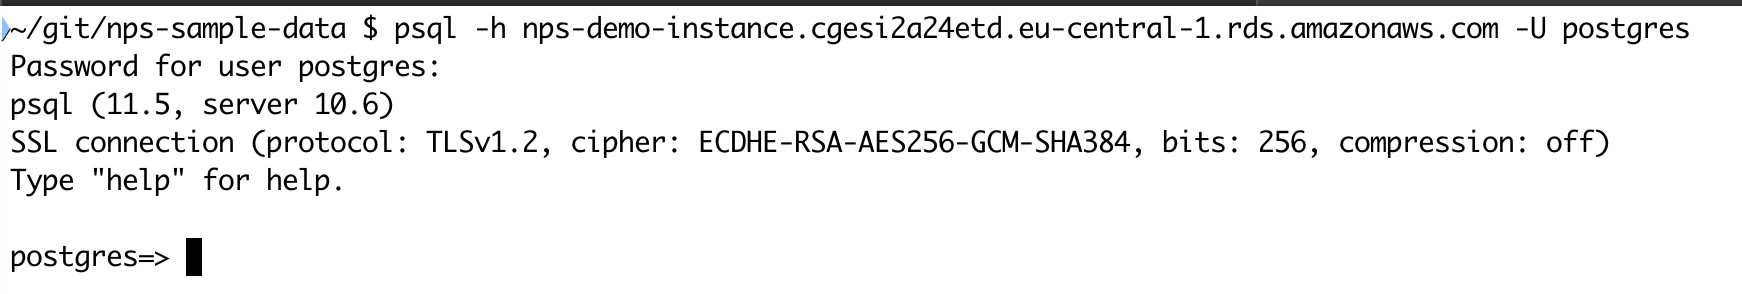 ~/git/nps-sample-data $ psql -h nps-demo-instance.cgesi2a24etd.eu-central-1.rds.amazonaws.com -U postgres
Password for user postgres:
psql (11.5, server 10.6)
SSL connection (protocol: TLSv1.2, cipher: ECDHE-RSA-AES256-GCM-SHA384, bits: 256, compression: off)
Type "help" for help.
postgres=>